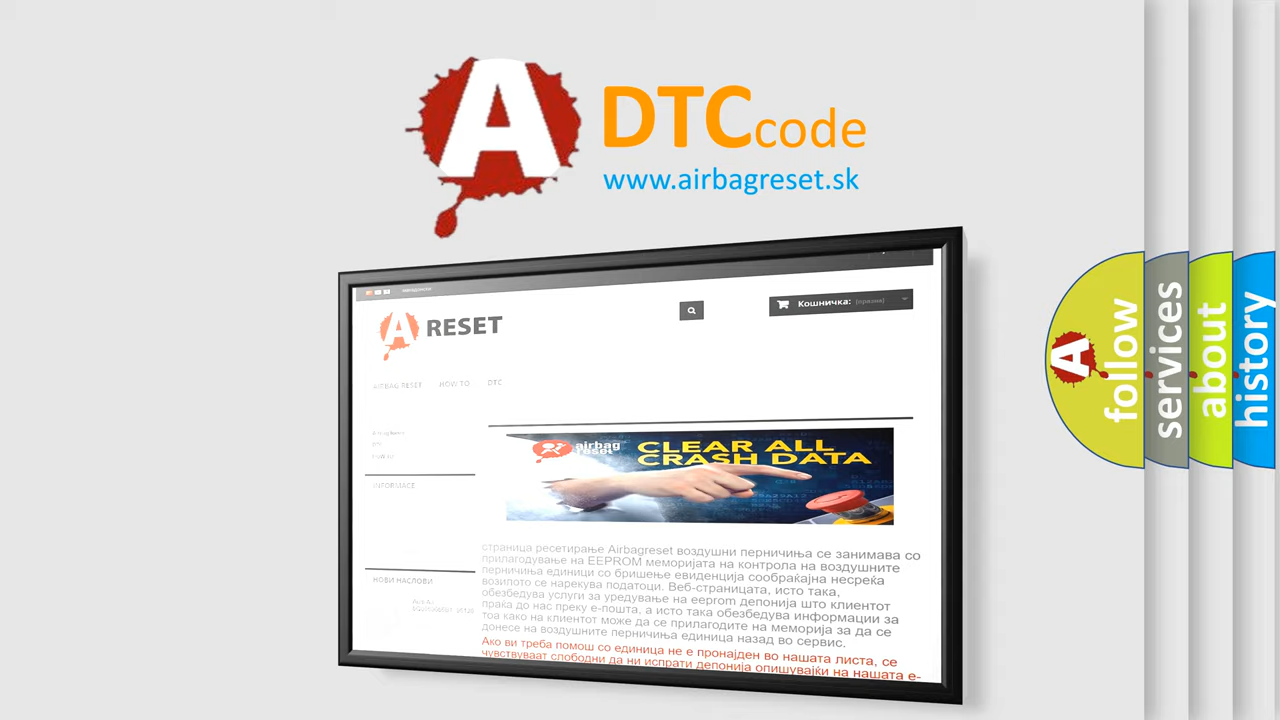 A
DTCcode
www.airbagreset.sk
Кошничка: (празна)
A RESET
AIRBAG RESET HOW TO DTC
airbag
reset
CLEAR ALL
CRASH DATA
INFORMACE
страница ресетирање Airbagreset воздушни перничиња се занимава со
прилагодување на EEPROM меморијата на контрола на воздушните
перничиња единици со бришење евиденција сообраќајна несреќа
возилото се нарекува податоци. Веб-страницата, исто така,
обезбедува услуги за уредување на eeprom депонија што клиентот
праќа до нас преку е-пошта, а исто така обезбедува информации за
тоа како на клиентот може да се прилагодите на меморија за да се
донесе на воздушните перничиња единица назад во сервис.
Ако ви треба помош со единица не е пронајден во нашата листа, се
чувствуваат слободни да ни испрати депонија опишувајќи на нашата е-
НОВИ НАСЛОВИ
A
follow
services
about
history